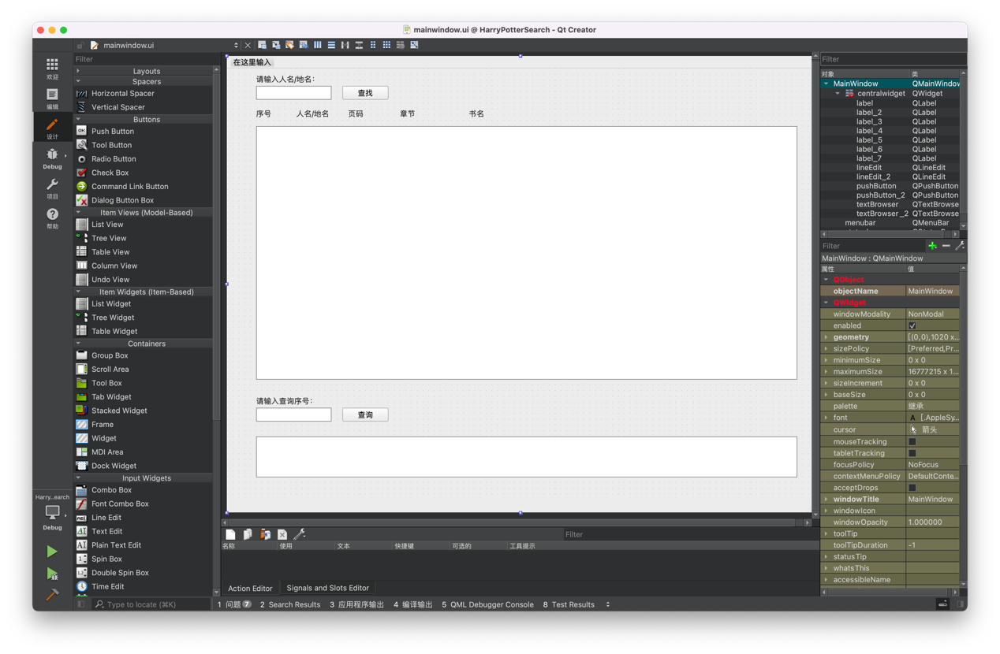 mainwindow.ui @ HarryPotterSearch - Qt Creator
mainwindow.ui
欢迎
编辑
设计
Debug
项目
帮助
Harry...earch
Debug
Filter
Layouts
Spacers
Horizontal Spacer
Vertical Spacer
Buttons
Push Button
Tool Button
Radio Button
Check Box
Command Link Button
Dialog Button Box
Item Views (Model-Based)
List View
Tree View
Table View
Column View
Undo View
Item Widgets (Item-Based)
List Widget
Tree Widget
Table Widget
Containers
Group Box
Scroll Area
Tool Box
Tab Widget
Stacked Widget
Frame
Widget
MDI Area
Dock Widget
Input Widgets
Combo Box
Font Combo Box
Line Edit
Text Edit
Plain Text Edit
Spin Box
Double Spin Box
Time Edit
在这里输入
请输入人名/地名:
查找
序号 人名/地名 页码 章节 书名
请输入查询序号:
查询
Filter
名称 使用 文本 快捷键 可选的 工具提示
Action Editor Signals and Slots Editor
Filter
对象 类
MainWindow QMainWindow
centralwidget QWidget
label QLabel
label_2 QLabel
label_3 QLabel
label_4 QLabel
label_5 QLabel
label_6 QLabel
label_7 QLabel
lineEdit QLineEdit
lineEdit_2 QLineEdit
pushButton QPushButton
pushButton_2 QPushButton
textBrowser QTextBrowse
textBrowser_2 QTextBrowse
menubar QMenuBar
Filter
MainWindow : QMainWindow
属性 值
QObject
objectName MainWindow
QWidget
windowModality NonModal
enabled
geometry [(0,0),1020 x...
sizePolicy [Preferred,Pr...
minimumSize 0 x 0
maximumSize 16777215 x 1...
sizeIncrement 0 x 0
baseSize 0 x 0
palette 继承
font A [.AppleSy...
cursor 箭头
mouseTracking
tabletTracking
focusPolicy NoFocus
contextMenuPolicy DefaultConte...
acceptDrops
windowTitle MainWindow
windowIcon
windowOpacity 1.000000
toolTip
toolTipDuration -1
statusTip
whatsThis
accessibleName
Type to locate (⌘K) 1 问题 7 2 Search Results 3 应用程序输出 4 编译输出 5 QML Debugger Console 8 Test Results